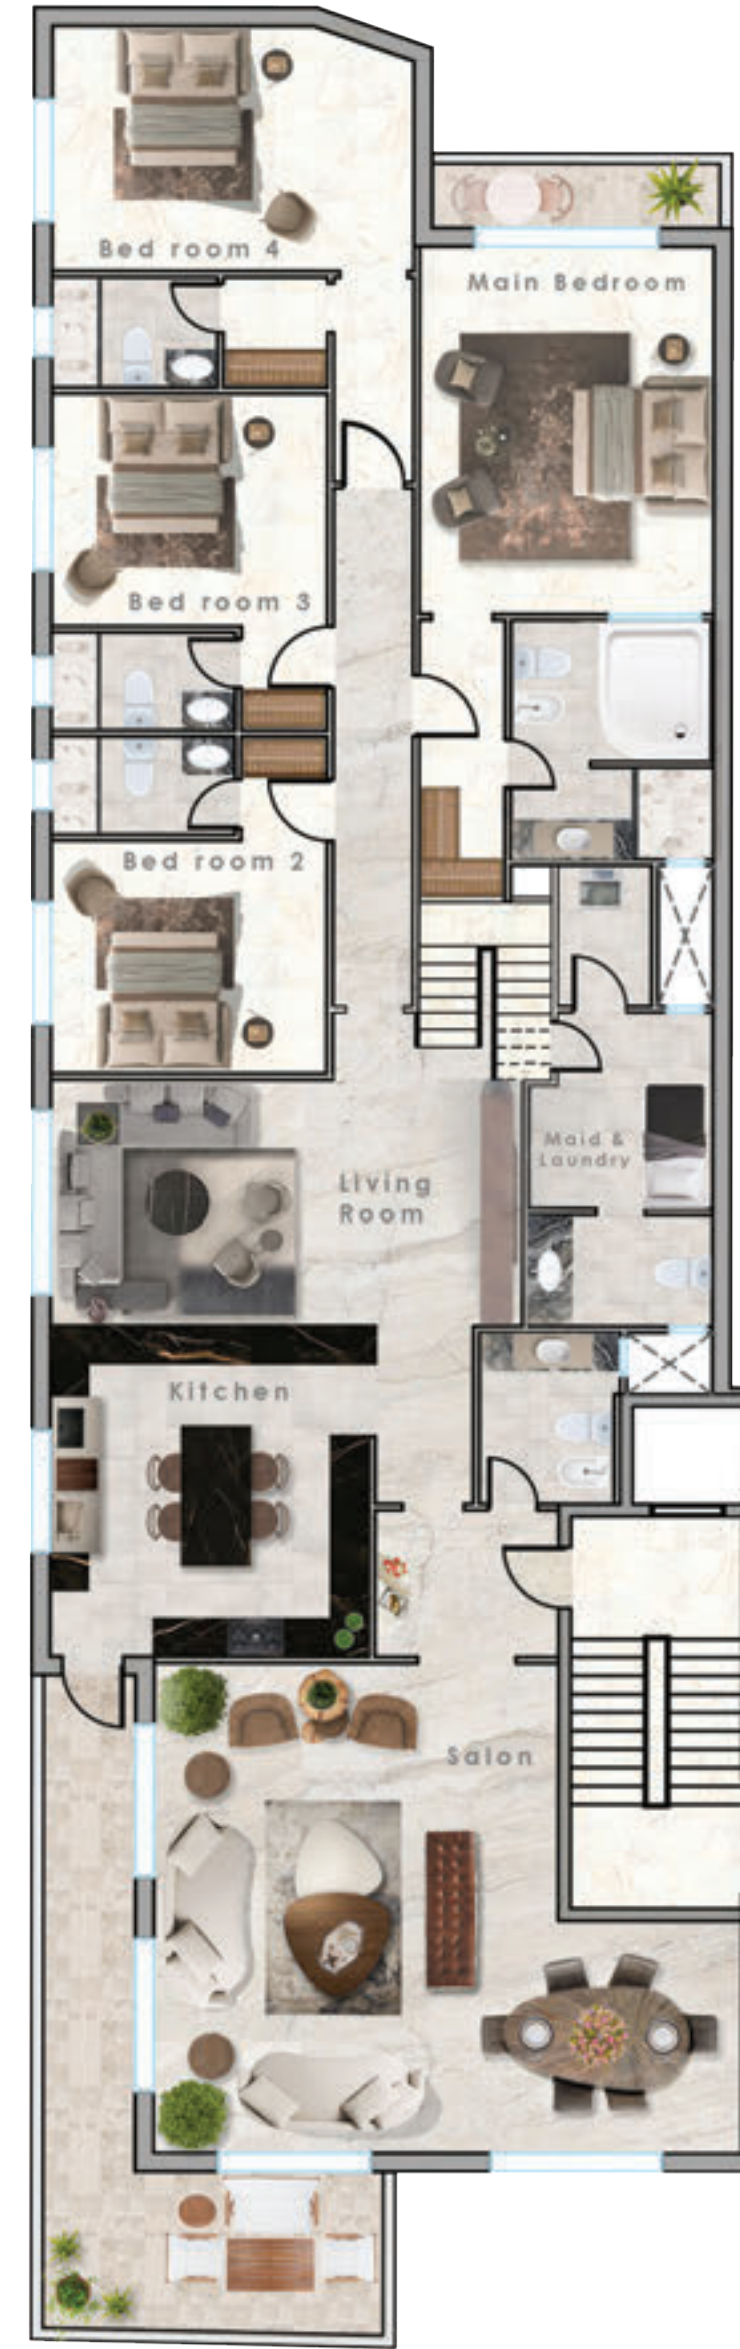 Bed room 4
Main Bedroom
Bed room 3
Bed room 2
Maid &
Laundry
Living
Room
Kitchen
Salon